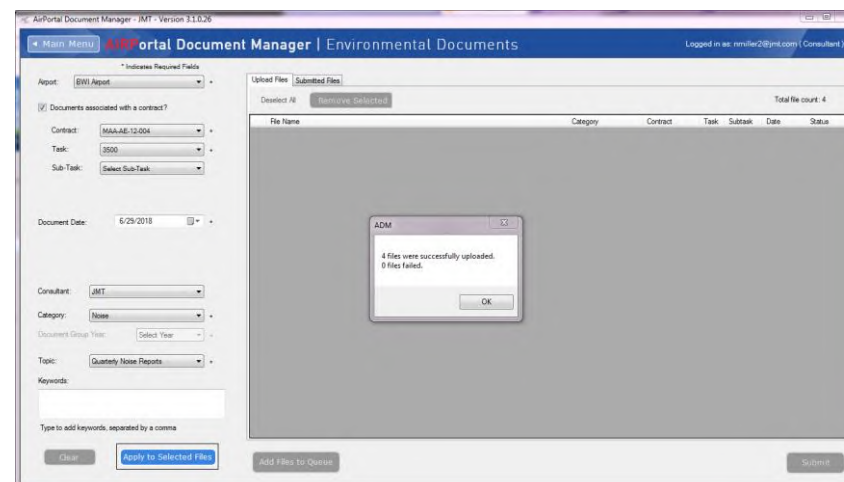 AirPortal Document Manager - JMT - Version 3.1.0.26
Main Menu AIRPortal Document Manager | Environmental Documents Logged in as: nmiller2@jmt.com ( Consultant )
* Indicates Required Fields
Airport: BWI Airport *
Upload Files Submitted Files
Documents associated with a contract?
Deselect All Remove Selected Total file count: 4
File Name Category Contract Task Subtask Date Status
Contract: MAA-AE-12-004 *
Task: 3500 *
Sub-Task: Select Sub-Task
Document Date: 6/29/2018 *
ADM
4 files were successfully uploaded.
0 files failed.
OK
Consultant: JMT
Category: Noise *
Document Group Year: Select Year *
Topic: Quarterly Noise Reports *
Keywords:
Type to add keywords, separated by a comma
Clear Apply to Selected Files
Add Files to Queue Submit